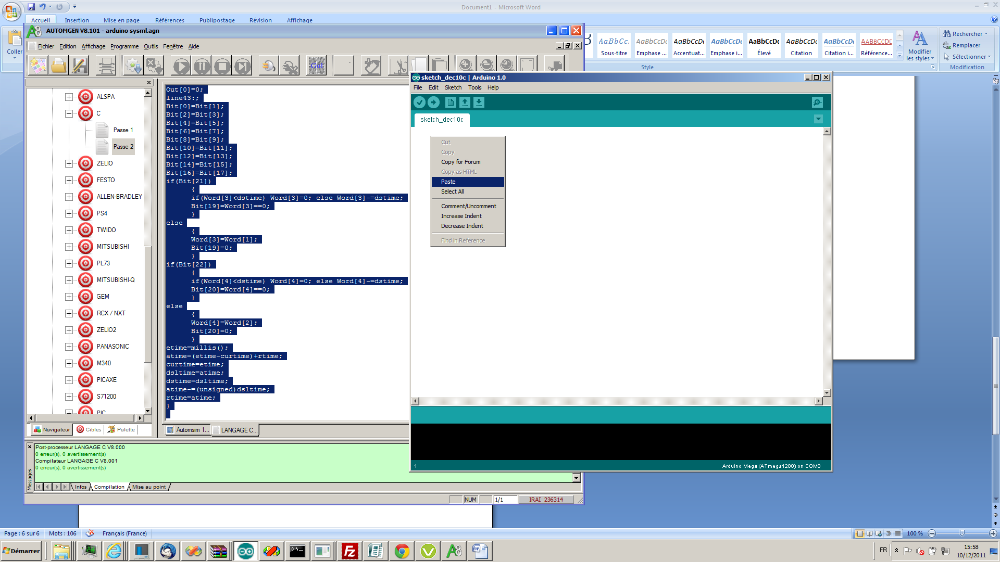 Document1 - Microsoft Word
Accueil
Insertion
Mise en page
Références
Publipostage
Révision
Affichage
Coller
AaBbCc.
AaBbCcDc
AaBbCcDc
AaBbCcDc
AaBbCcDc
AaBbCcDc
AaBbCcDc
AABBCCDE
Sous-titre
Emphase ...
Accentuat...
Emphase i...
Élevé
Citation
Citation i...
Référence...
Modifier
les styles
Style
Rechercher
Remplacer
Sélectionner
Modification
AUTOMGEN V8.101 - arduino sysml.agn
Fichier
Edition
Affichage
Programme
Outils
Fenêtre
Aide
Go!
ALSPA
C
Passe 1
Passe 2
ZELIO
FESTO
ALLEN-BRADLEY
PS4
TWIDO
MITSUBISHI
PL73
MITSUBISHI-Q
GEM
RCX / NXT
ZELIO2
PANASONIC
M340
PICAXE
S71200
PIC
Navigateur
Cibles
Palette
Out[0]=0;
line43:;
Bit[0]=Bit[1];
Bit[2]=Bit[3];
Bit[4]=Bit[5];
Bit[6]=Bit[7];
Bit[8]=Bit[9];
Bit[10]=Bit[11];
Bit[12]=Bit[13];
Bit[14]=Bit[15];
Bit[16]=Bit[17];
if(Bit[21])
{
if(Word[3]<dstime) Word[3]=0; else Word[3]-=dstime;
Bit[19]=Word[3]==0;
}
else
{
Word[3]=Word[1];
Bit[19]=0;
}
if(Bit[22])
{
if(Word[4]<dstime) Word[4]=0; else Word[4]-=dstime;
Bit[20]=Word[4]==0;
}
else
{
Word[4]=Word[2];
Bit[20]=0;
}
etime=millis();
atime=(etime-curtime)+rtime;
curtime=etime;
dsltime=atime;
dstime=dsltime;
atime-=(unsigned)dsltime;
rtime=atime;
}
Automsim 1...
LANGAGE C...
Messages
Post-processeur LANGAGE C V8.000
0 erreur(s), 0 avertissement(s)
Compilateur LANGAGE C V8.001
0 erreur(s), 0 avertissement(s)
Infos
Compilation
Mise au point
NUM
1/1
IRAI 236314
sketch_dec10c | Arduino 1.0
File
Edit
Sketch
Tools
Help
sketch_dec10c
Cut
Copy
Copy for Forum
Copy as HTML
Paste
Select All
Comment/Uncomment
Increase Indent
Decrease Indent
Find in Reference
1
Arduino Mega (ATmega1280) on COM8
Page : 6 sur 6
Mots : 106
Français (France)
100 %
Démarrer
FR
15:58
10/12/2011